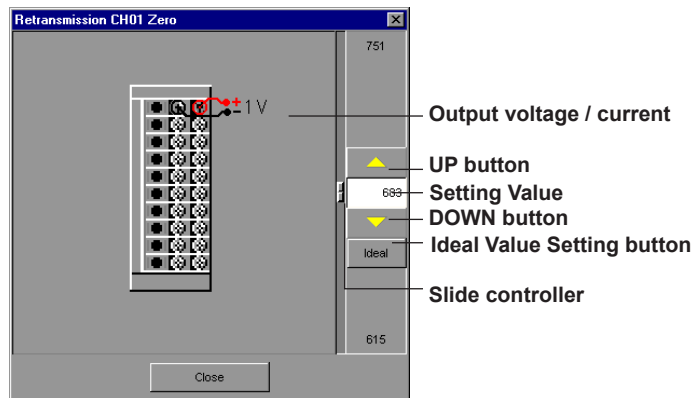 Retransmission CH01 Zero
751
+
- 1 V
Output voltage / current
UP button
683
Setting Value
DOWN button
Ideal
Ideal Value Setting button
Slide controller
615
Close